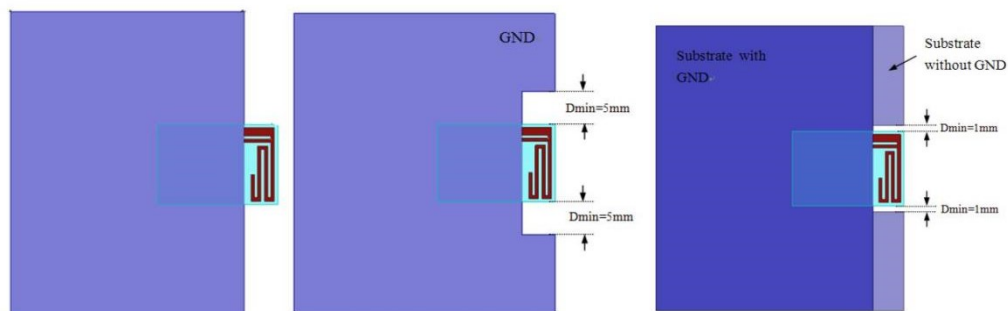 GND
Dmin=5mm
Dmin=5mm
Substrate with
GND
Substrate
without GND
Dmin=1mm
Dmin=1mm